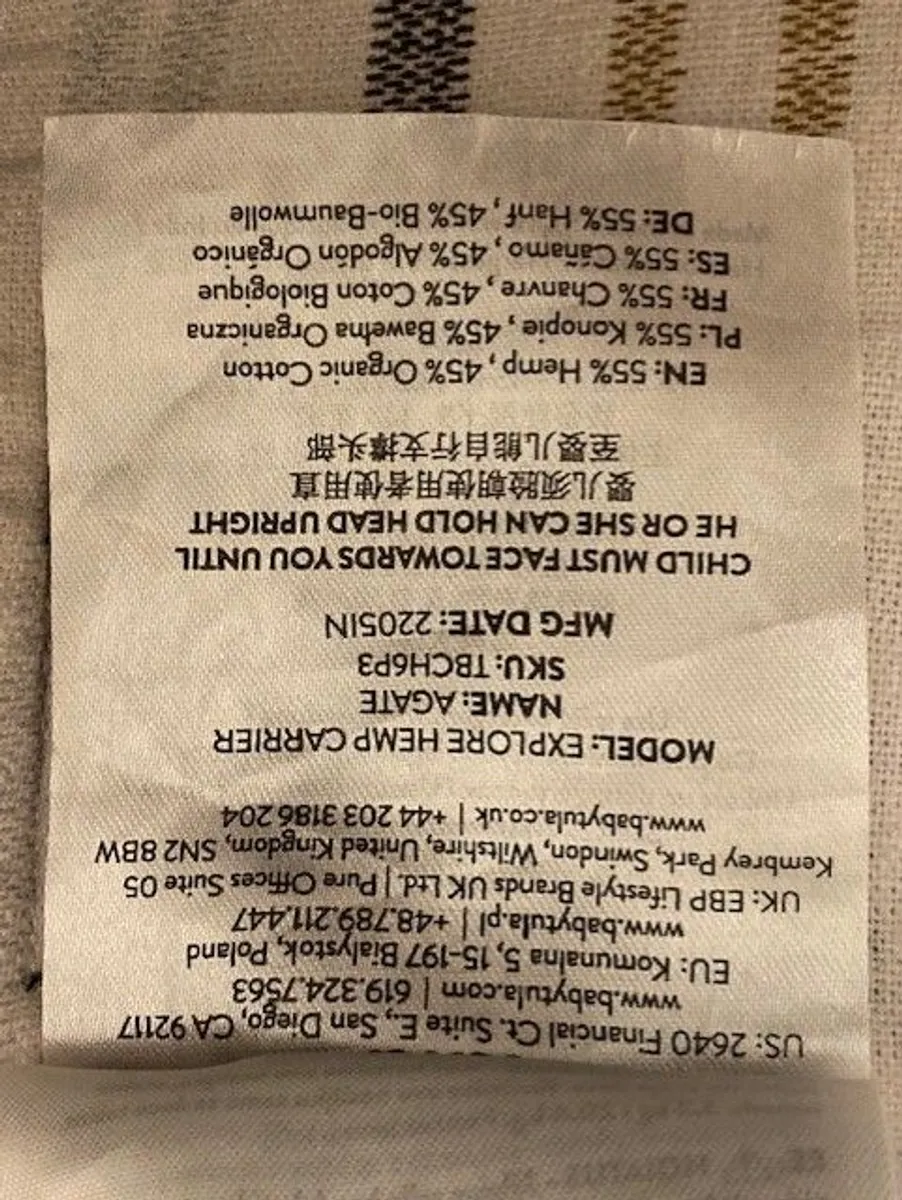 US: 2640 Financial Ct. Suite E., San Diego, CA 92117
www.babytula.com | 619.324.7563
EU: Komunalna 5, 15-197 Bialystok, Poland
www.babytula.pl | +48.789.211.447
UK: EBP Lifestyle Brands UK Ltd. | Pure Offices Suite 05
Kembrey Park, Swindon, Wiltshire, United Kingdom, SN2 8BW
www.babytula.co.uk | +44 203 3186 204
MODEL: EXPLORE HEMP CARRIER
NAME: AGATE
SKU: TBCH6P3
MFG DATE: 2205IN
CHILD MUST FACE TOWARDS YOU UNTIL
HE OR SHE CAN HOLD HEAD UPRIGHT
婴儿须脸朝使用者使用直
至婴儿能自行支撑头部
EN: 55% Hemp , 45% Organic Cotton
PL: 55% Konopie , 45% Bawełna Organiczna
FR: 55% Chanvre , 45% Coton Biologique
ES: 55% Cáñamo , 45% Algodón Orgánico
DE: 55% Hanf , 45% Bio-Baumwolle